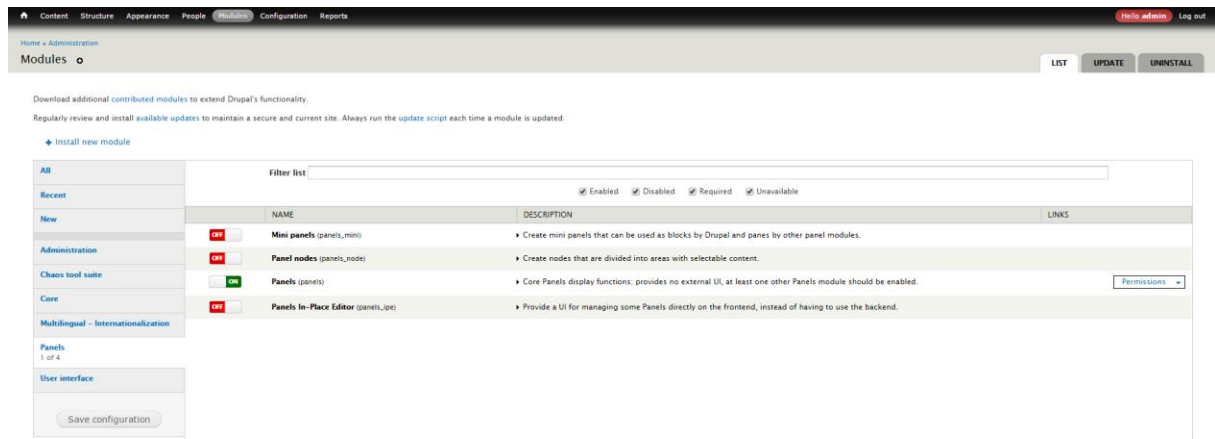 Content Structure Appearance People Modules Configuration Reports Hello admin Log out
Home » Administration
Modules
LIST UPDATE UNINSTALL
Download additional contributed modules to extend Drupal's functionality.
Regularly review and install available updates to maintain a secure and current site. Always run the update script each time a module is updated.
Install new module
All
Recent
New
Administration
Chaos tool suite
Core
Multilingual – Internationalization
Panels
1 of 4
User interface
Save configuration
Filter list
Enabled Disabled Required Unavailable
NAME DESCRIPTION LINKS
OFF Mini panels (panels_mini) Create mini panels that can be used as blocks by Drupal and panes by other panel modules.
OFF Panel nodes (panels_node) Create nodes that are divided into areas with selectable content.
ON Panels (panels) Core Panels display functions; provides no external UI, at least one other Panels module should be enabled. Permissions
OFF Panels In-Place Editor (panels_ipe) Provide a UI for managing some Panels directly on the frontend, instead of having to use the backend.